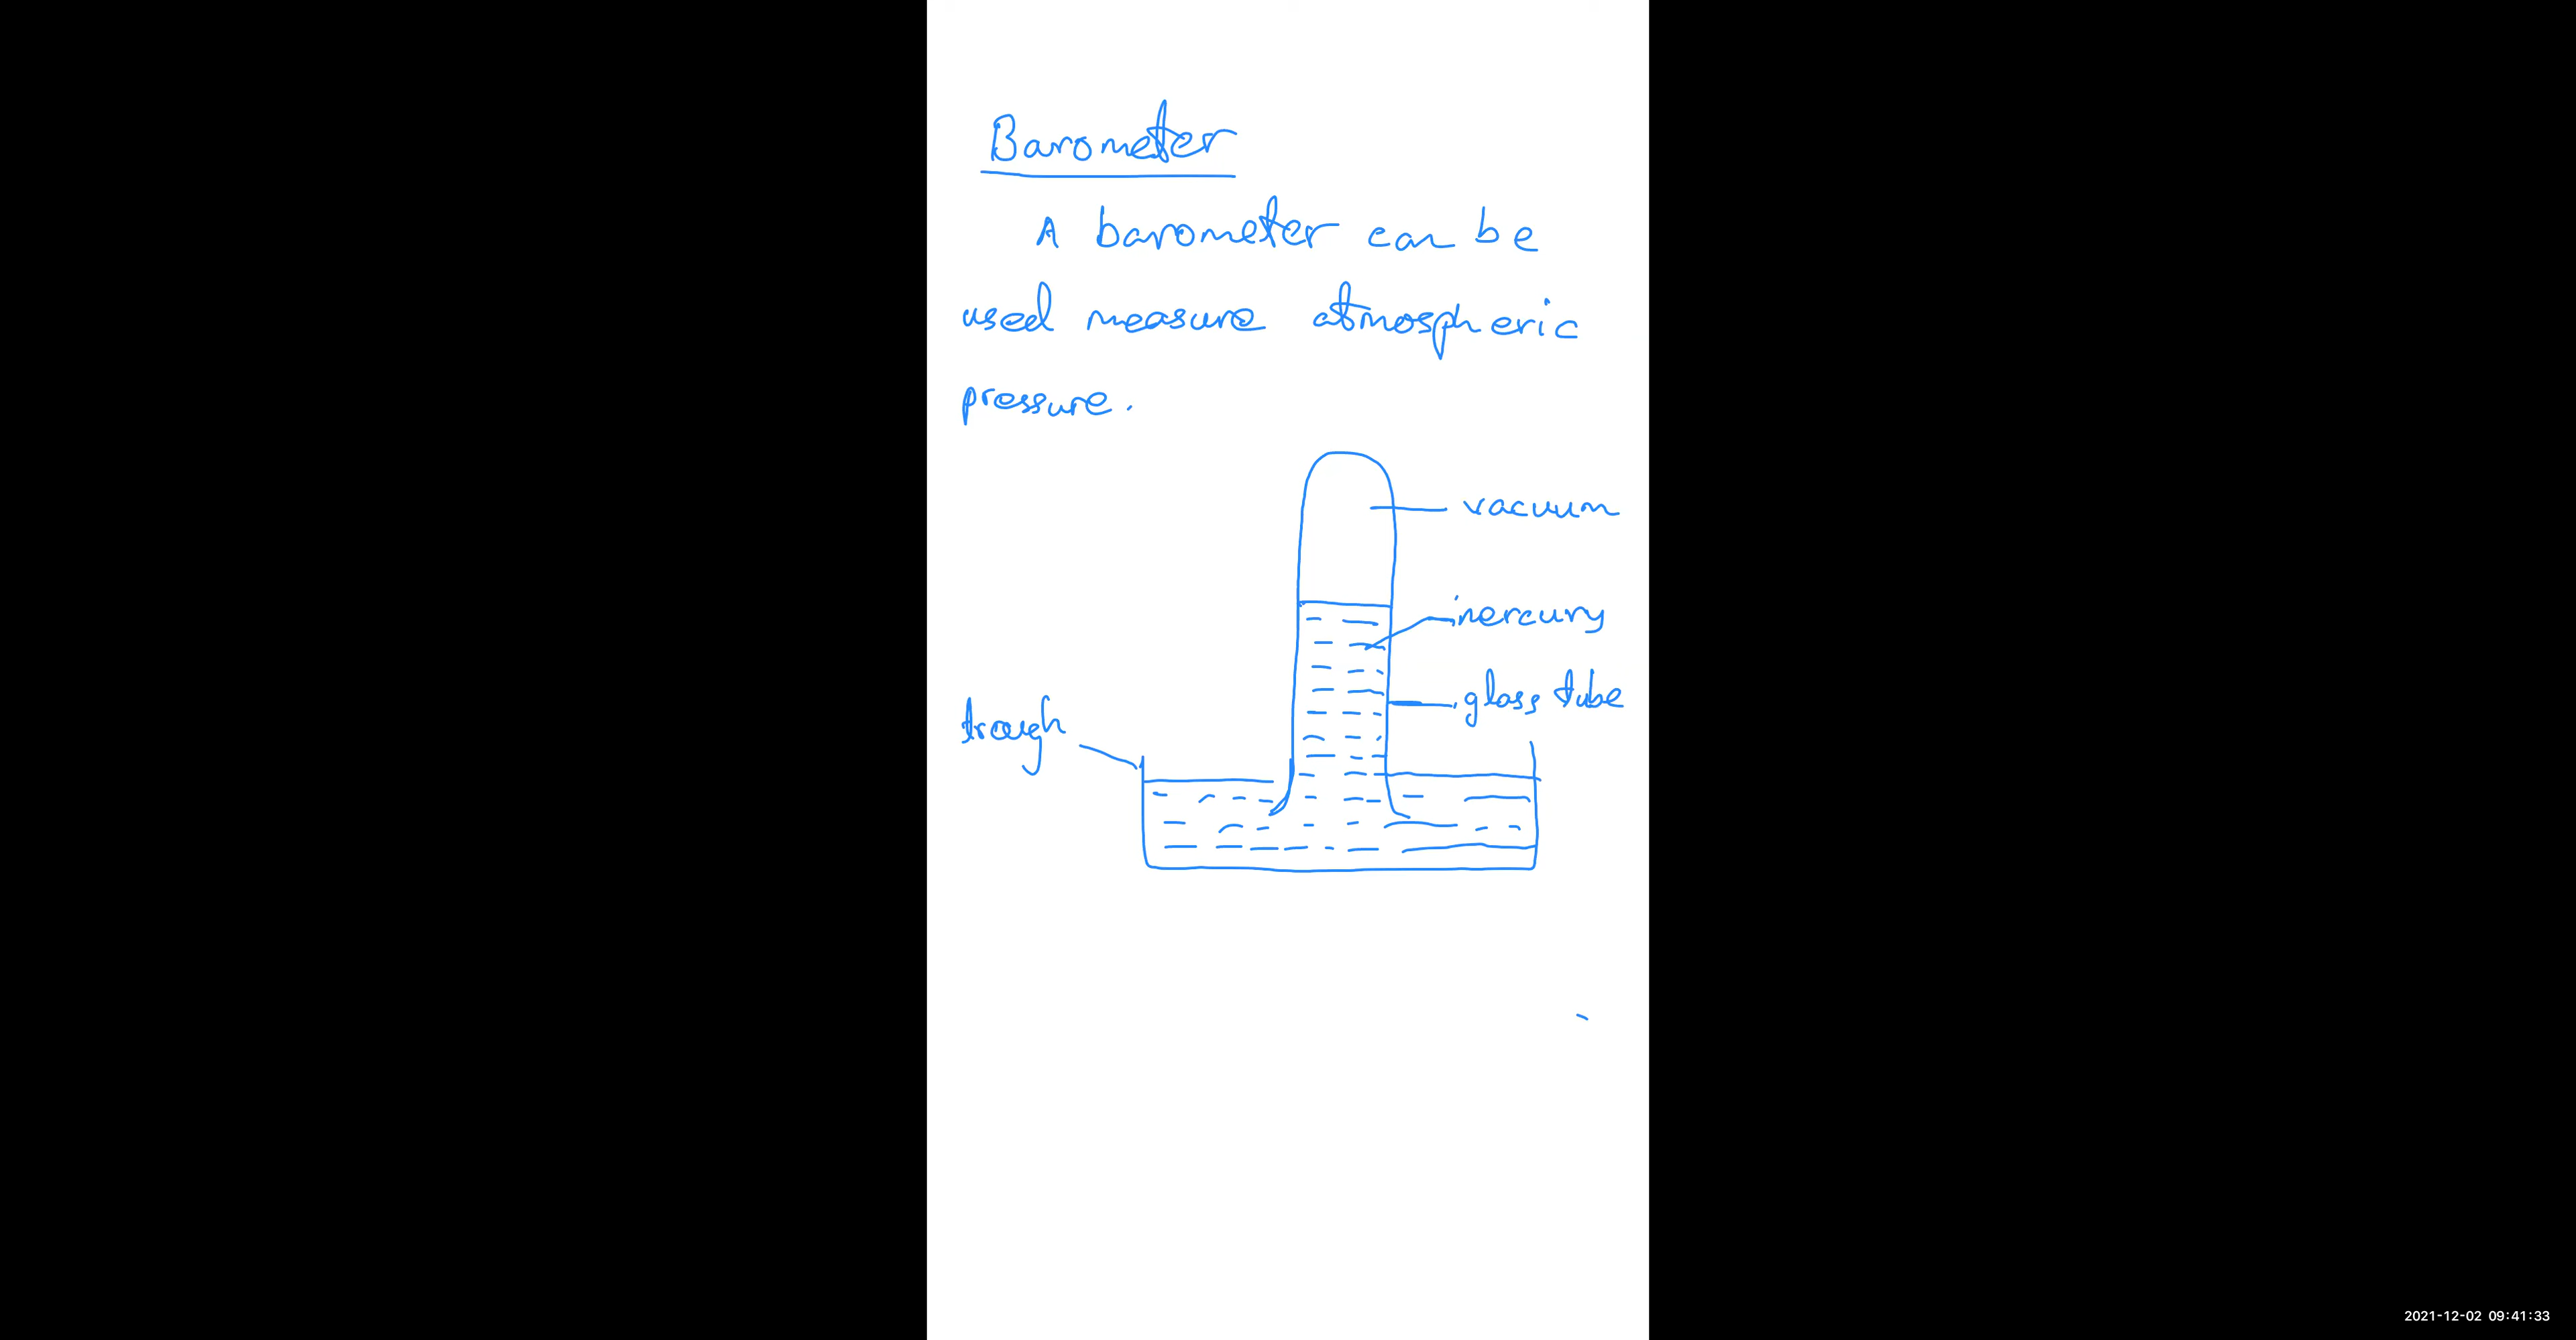 Barometer
A barometer can be
used measure atmospheric
pressure.
vacuum
mercury
glass tube
trough
2021-12-02 09:41:33